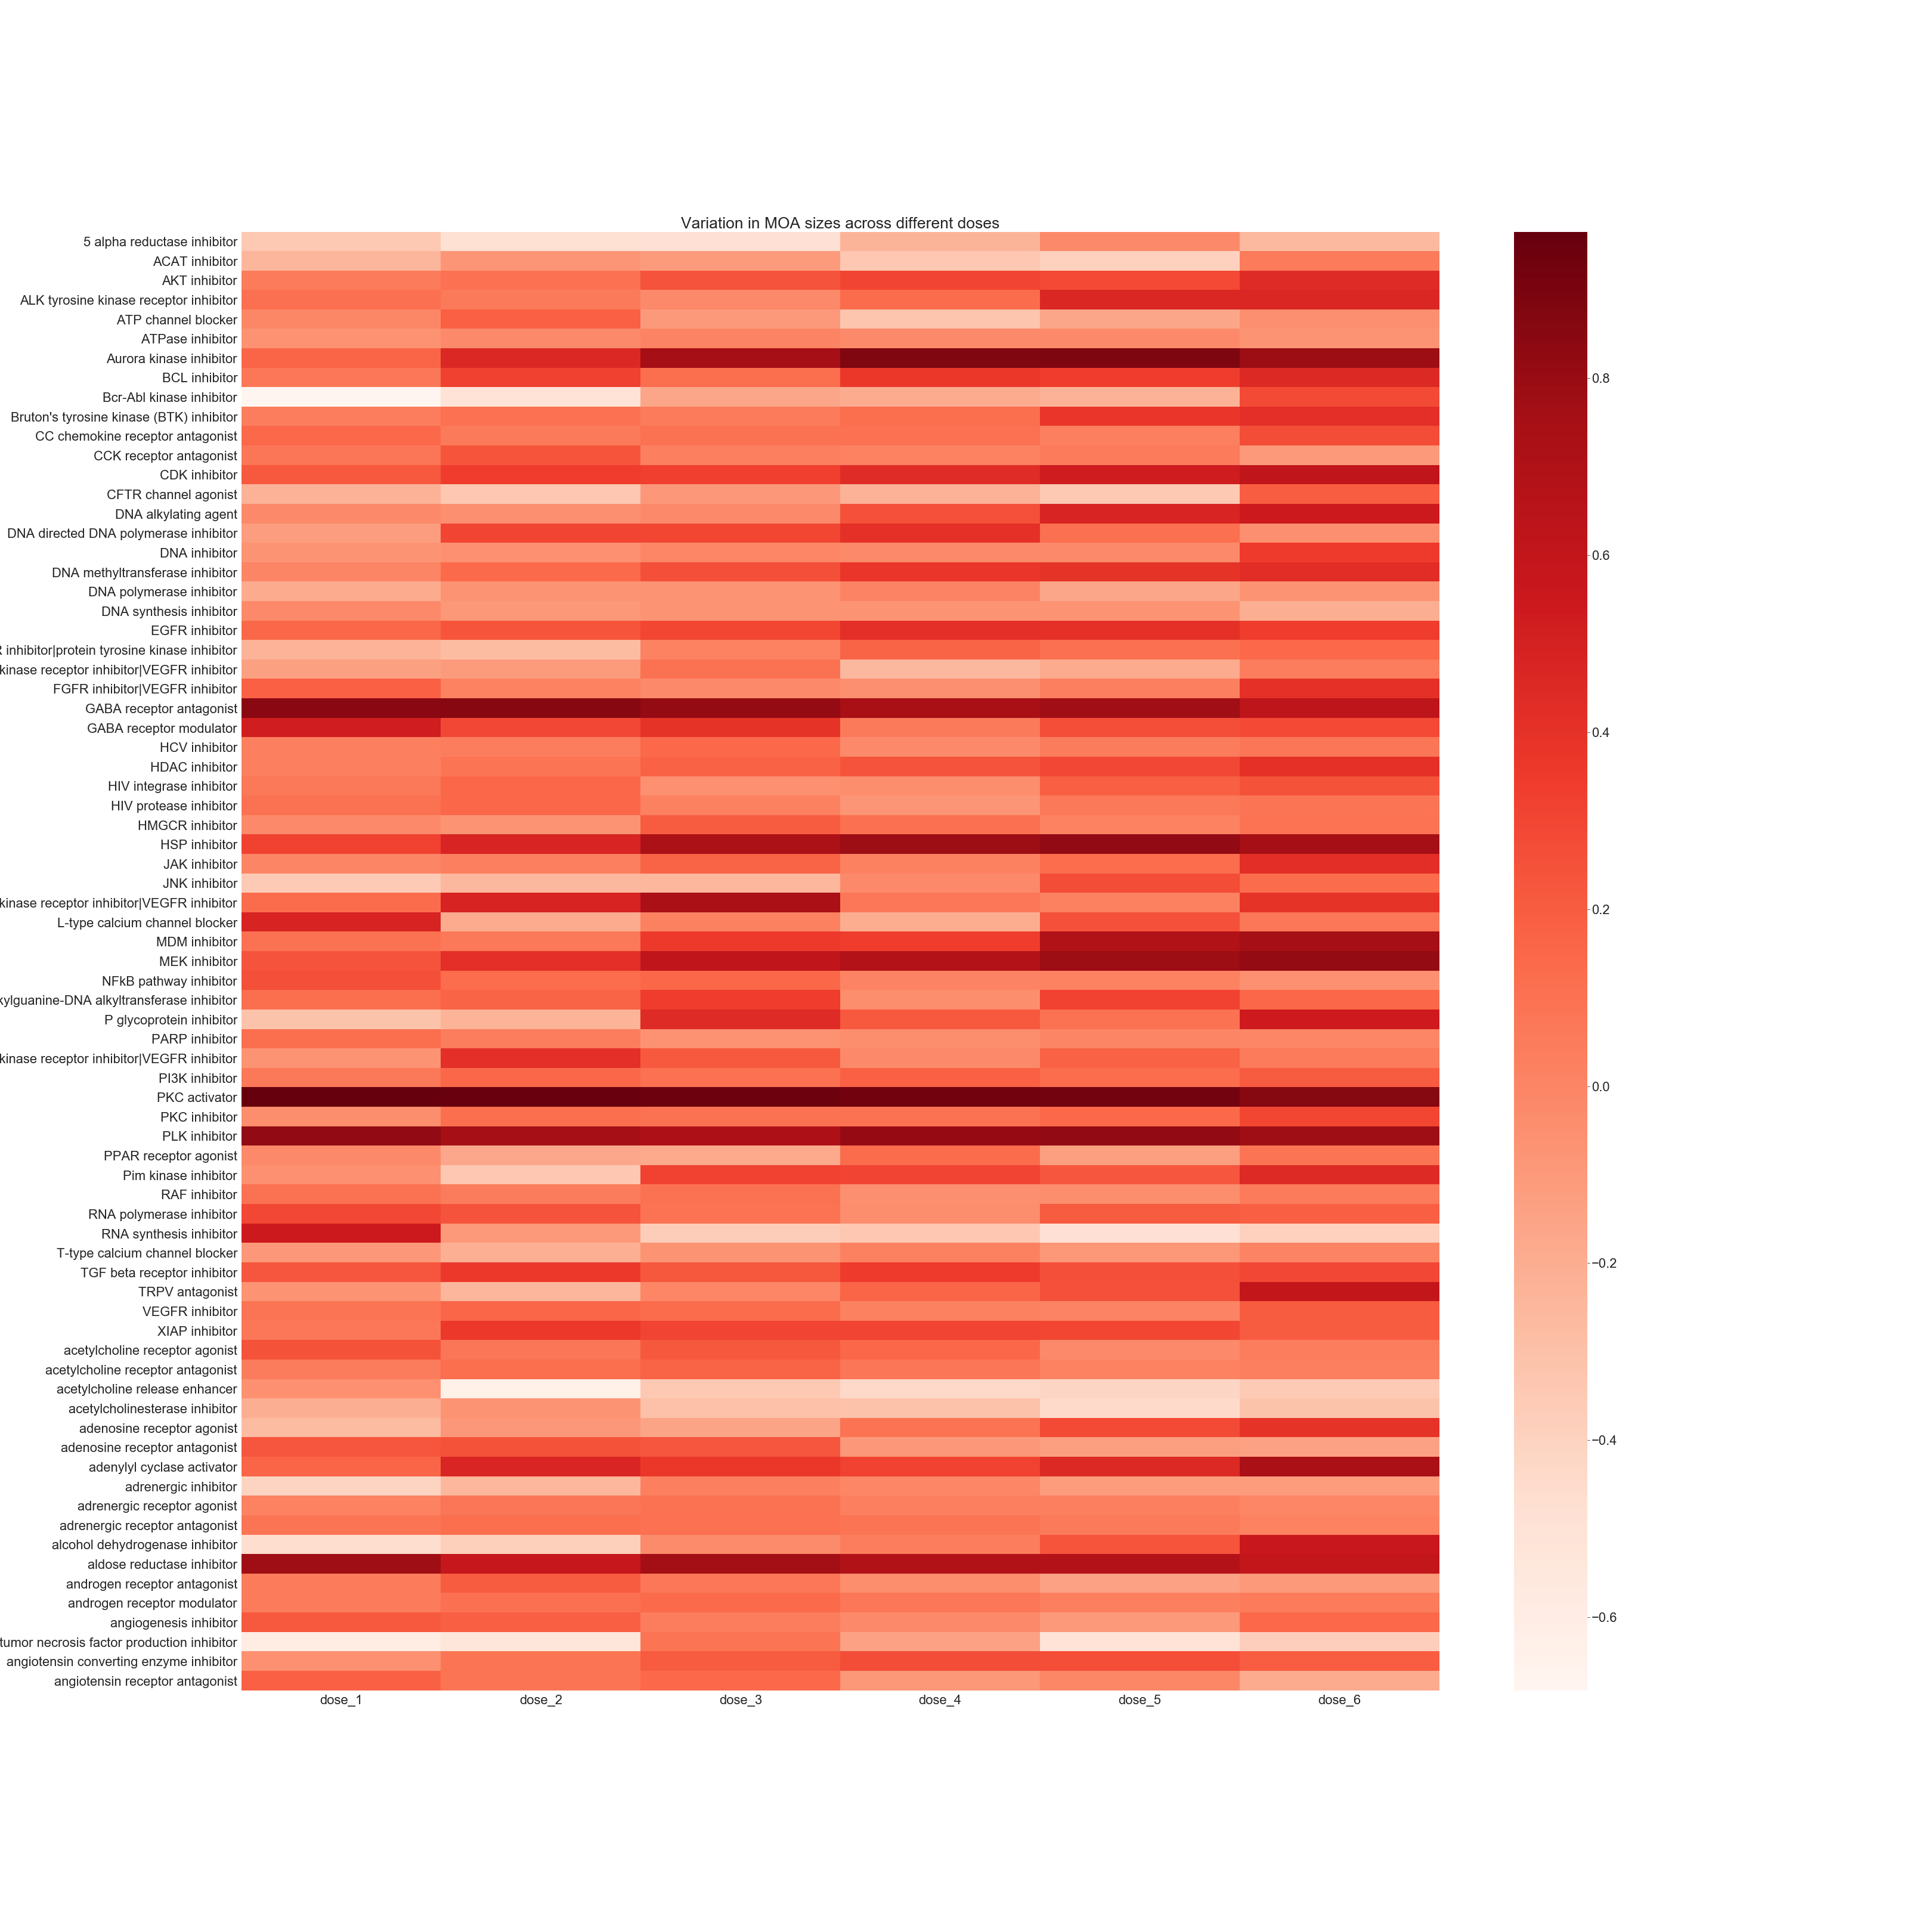 Variation in MOA sizes across different doses
5 alpha reductase inhibitor
ACAT inhibitor
AKT inhibitor
ALK tyrosine kinase receptor inhibitor
ATP channel blocker
ATPase inhibitor
Aurora kinase inhibitor
BCL inhibitor
Bcr-Abl kinase inhibitor
Bruton's tyrosine kinase (BTK) inhibitor
CC chemokine receptor antagonist
CCK receptor antagonist
CDK inhibitor
CFTR channel agonist
DNA alkylating agent
DNA directed DNA polymerase inhibitor
DNA inhibitor
DNA methyltransferase inhibitor
DNA polymerase inhibitor
DNA synthesis inhibitor
EGFR inhibitor
inhibitor|protein tyrosine kinase inhibitor
kinase receptor inhibitor|VEGFR inhibitor
FGFR inhibitor|VEGFR inhibitor
GABA receptor antagonist
GABA receptor modulator
HCV inhibitor
HDAC inhibitor
HIV integrase inhibitor
HIV protease inhibitor
HMGCR inhibitor
HSP inhibitor
JAK inhibitor
JNK inhibitor
kinase receptor inhibitor|VEGFR inhibitor
L-type calcium channel blocker
MDM inhibitor
MEK inhibitor
NFkB pathway inhibitor
kylguanine-DNA alkyltransferase inhibitor
P glycoprotein inhibitor
PARP inhibitor
kinase receptor inhibitor|VEGFR inhibitor
PI3K inhibitor
PKC activator
PKC inhibitor
PLK inhibitor
PPAR receptor agonist
Pim kinase inhibitor
RAF inhibitor
RNA polymerase inhibitor
RNA synthesis inhibitor
T-type calcium channel blocker
TGF beta receptor inhibitor
TRPV antagonist
VEGFR inhibitor
XIAP inhibitor
acetylcholine receptor agonist
acetylcholine receptor antagonist
acetylcholine release enhancer
acetylcholinesterase inhibitor
adenosine receptor agonist
adenosine receptor antagonist
adenylyl cyclase activator
adrenergic inhibitor
adrenergic receptor agonist
adrenergic receptor antagonist
alcohol dehydrogenase inhibitor
aldose reductase inhibitor
androgen receptor antagonist
androgen receptor modulator
angiogenesis inhibitor
tumor necrosis factor production inhibitor
angiotensin converting enzyme inhibitor
angiotensin receptor antagonist
dose_1 dose_2 dose_3 dose_4 dose_5 dose_6
0.8
0.6
0.4
0.2
0.0
−0.2
−0.4
−0.6